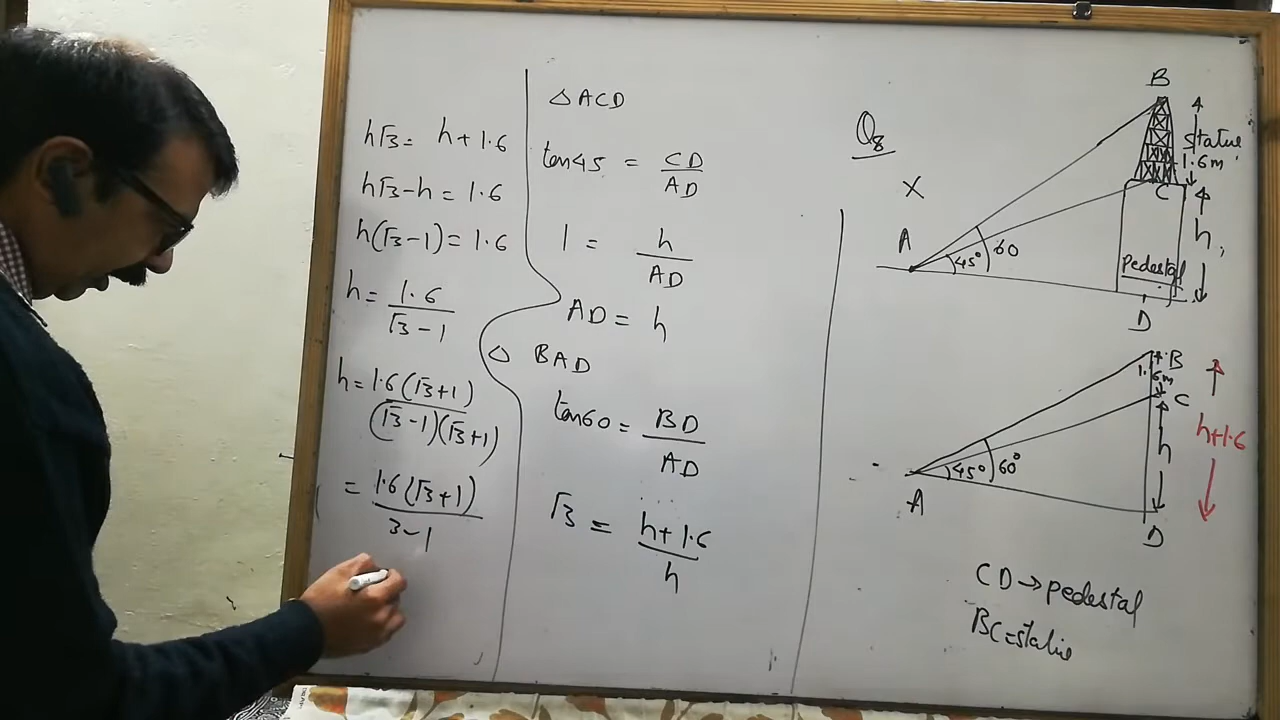 h√3 = h+1.6
h√3-h = 1.6
h(√3-1) = 1.6
h = 1.6
√3-1
h = 1.6(√3+1)
(√3-1)(√3+1)
= 1.6(√3+1)
3-1
△ACD
tan45 = CD
AD
1 = h
AD
AD = h
△ BAD
tan60 = BD
AD
√3 = h+1.6
h
Q8
X
B
statue
1.6m
C
A
45° 60
h
pedestal
D
B
1.6m
C
h
h+1.6
45° 60°
A
D
CD→pedestal
BC=statue